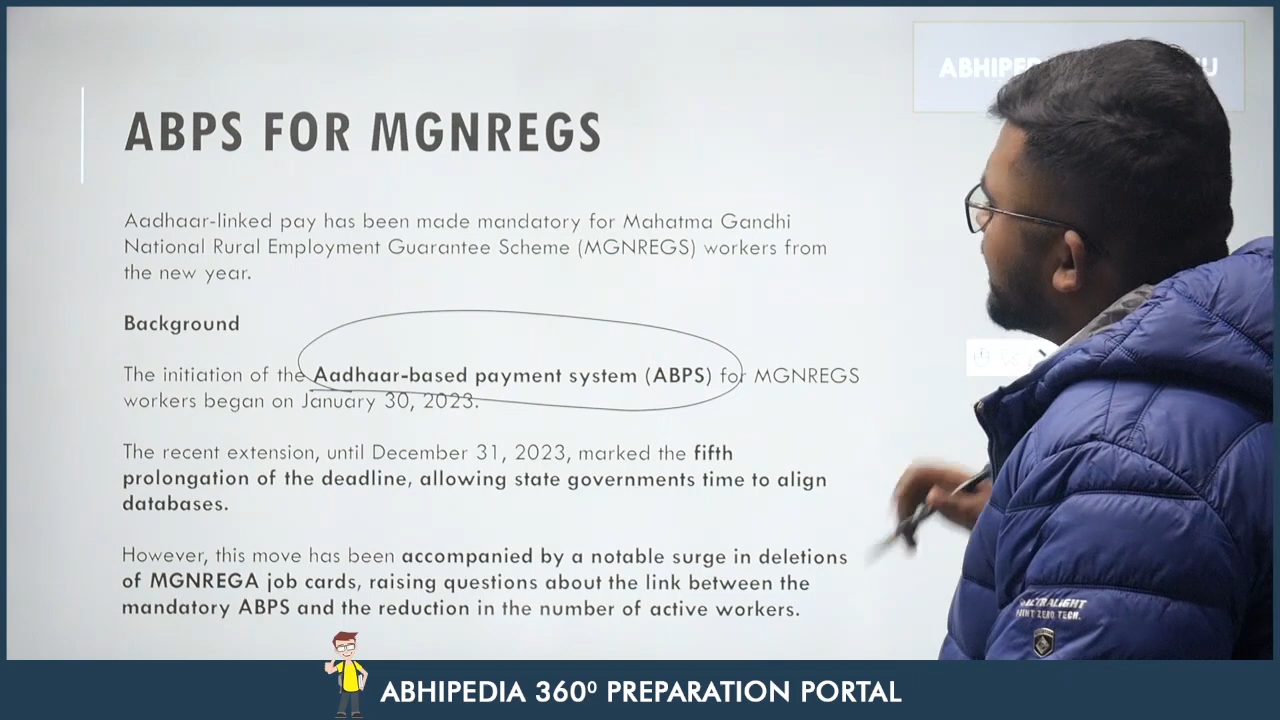 ABPS FOR MGNREGS
Aadhaar-linked pay has been made mandatory for Mahatma Gandhi
National Rural Employment Guarantee Scheme (MGNREGS) workers from
the new year.
Background
The initiation of the Aadhaar-based payment system (ABPS) for MGNREGS
workers began on January 30, 2023.
The recent extension, until December 31, 2023, marked the fifth
prolongation of the deadline, allowing state governments time to align
databases.
However, this move has been accompanied by a notable surge in deletions
of MGNREGA job cards, raising questions about the link between the
mandatory ABPS and the reduction in the number of active workers.
POINT ZERO TECH.
ABHIPEDIA 360⁰ PREPARATION PORTAL